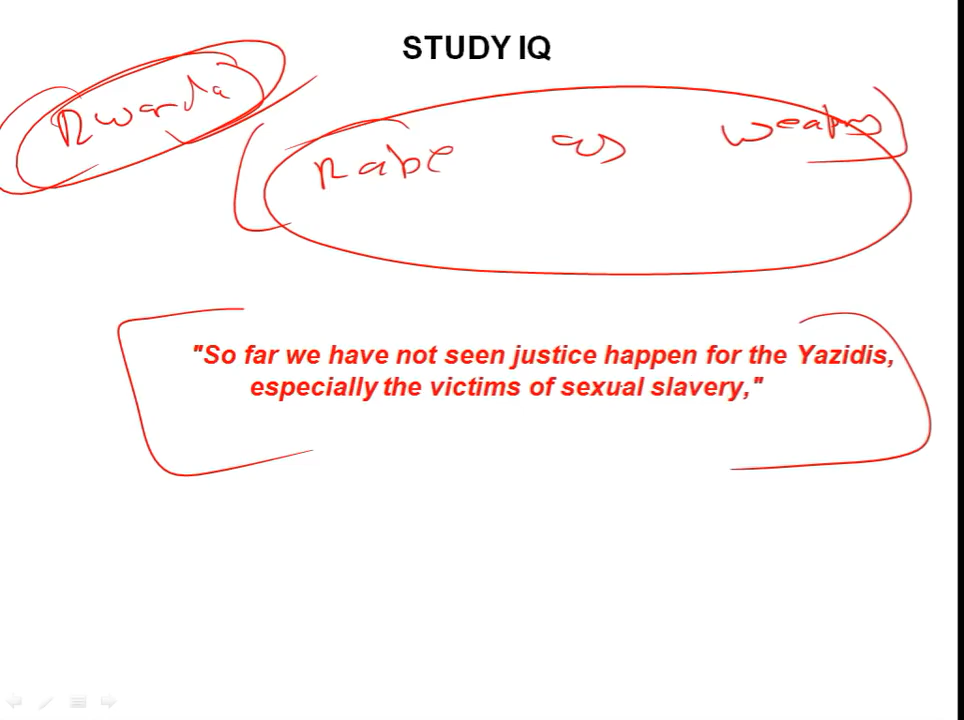 STUDY IQ
Rwanda
Rape as weapons
"So far we have not seen justice happen for the Yazidis,
especially the victims of sexual slavery,"